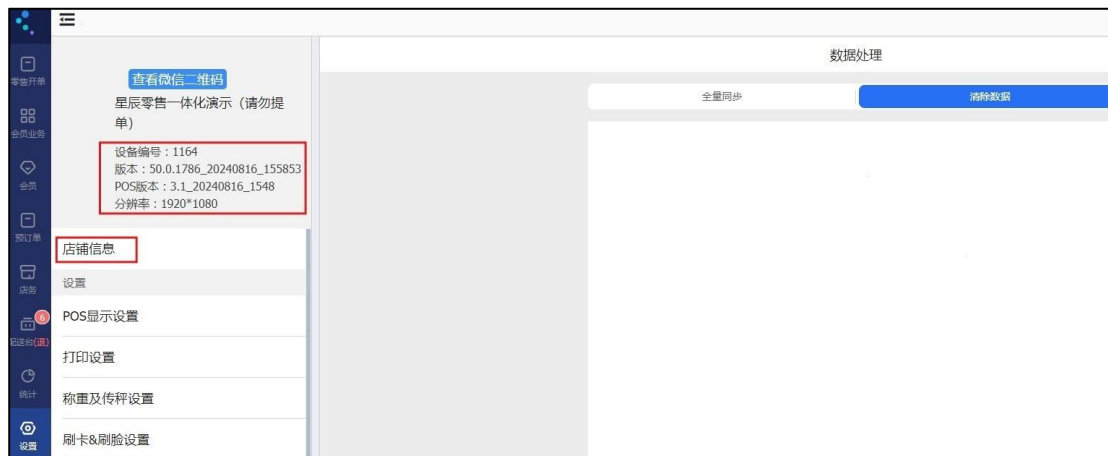 零售开单
会员业务
会员
预订单
店务
6
配送台(退)
统计
设置
查看微信二维码
星辰零售一体化演示（请勿提
单）
设备编号：1164
版本：50.0.1786_20240816_155853
POS版本：3.1_20240816_1548
分辨率：1920*1080
店铺信息
设置
POS显示设置
打印设置
称重及传秤设置
刷卡&刷脸设置
数据处理
全量同步
清除数据